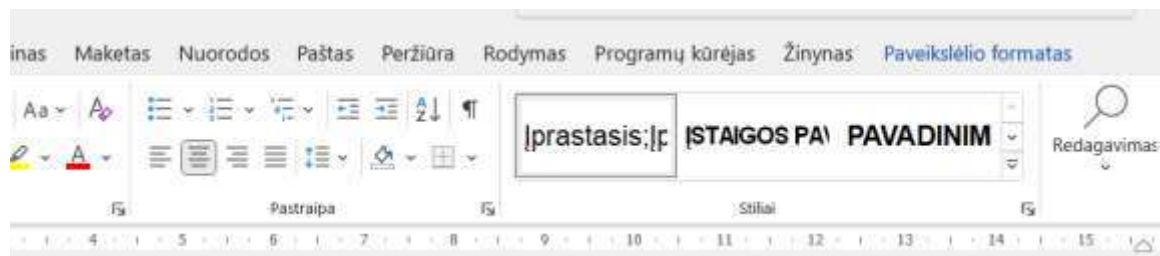 inas Maketas Nuorodos Paštas Peržiūra Rodymas Programų kūrėjas Žinynas Paveikslėlio formatas
Aa A A Z ¶
Įprastasis;Įp ĮSTAIGOS PAV PAVADINIM
Redagavimas
Pastraipa Stiliai
4 5 6 7 8 9 10 11 12 13 14 15